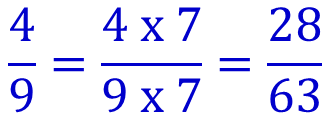 4/9 = (4 x 7)/(9 x 7) = 28/63